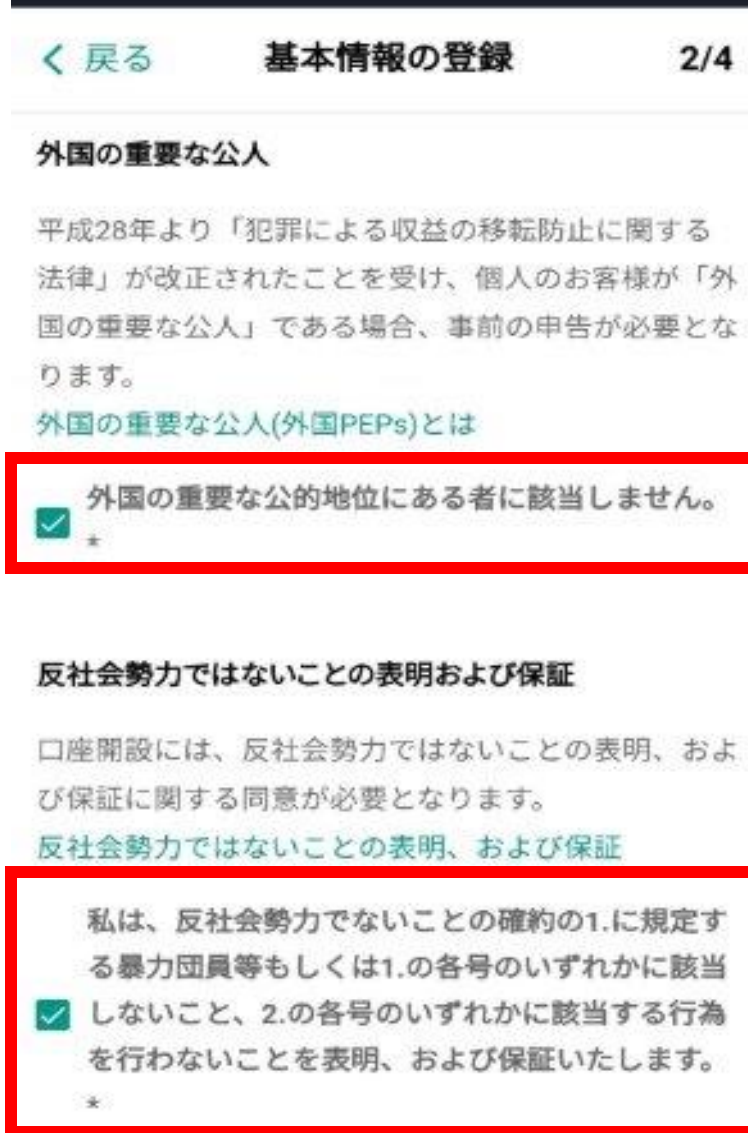 戻る 基本情報の登録 2/4
外国の重要な公人
平成28年より「犯罪による収益の移転防止に関する
法律」が改正されたことを受け、個人のお客様が「外
国の重要な公人」である場合、事前の申告が必要とな
ります。
外国の重要な公人(外国PEPs)とは
外国の重要な公的地位にある者に該当しません。
*
反社会勢力ではないことの表明および保証
口座開設には、反社会勢力ではないことの表明、およ
び保証に関する同意が必要となります。
反社会勢力ではないことの表明、および保証
私は、反社会勢力でないことの確約の1.に規定す
る暴力団員等もしくは1.の各号のいずれかに該当
しないこと、2.の各号のいずれかに該当する行為
を行わないことを表明、および保証いたします。
*